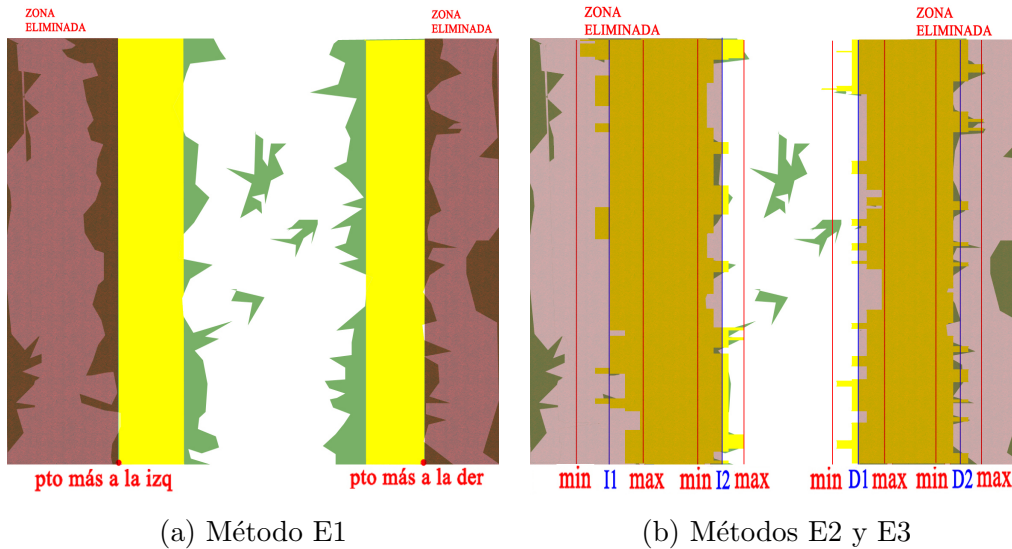 ZONA
ELIMINADA
ZONA
ELIMINADA
pto más a la izq
pto más a la der
(a) Método E1
ZONA
ELIMINADA
ZONA
ELIMINADA
min I1 max min I2 max min D1 max min D2 max
(b) Métodos E2 y E3